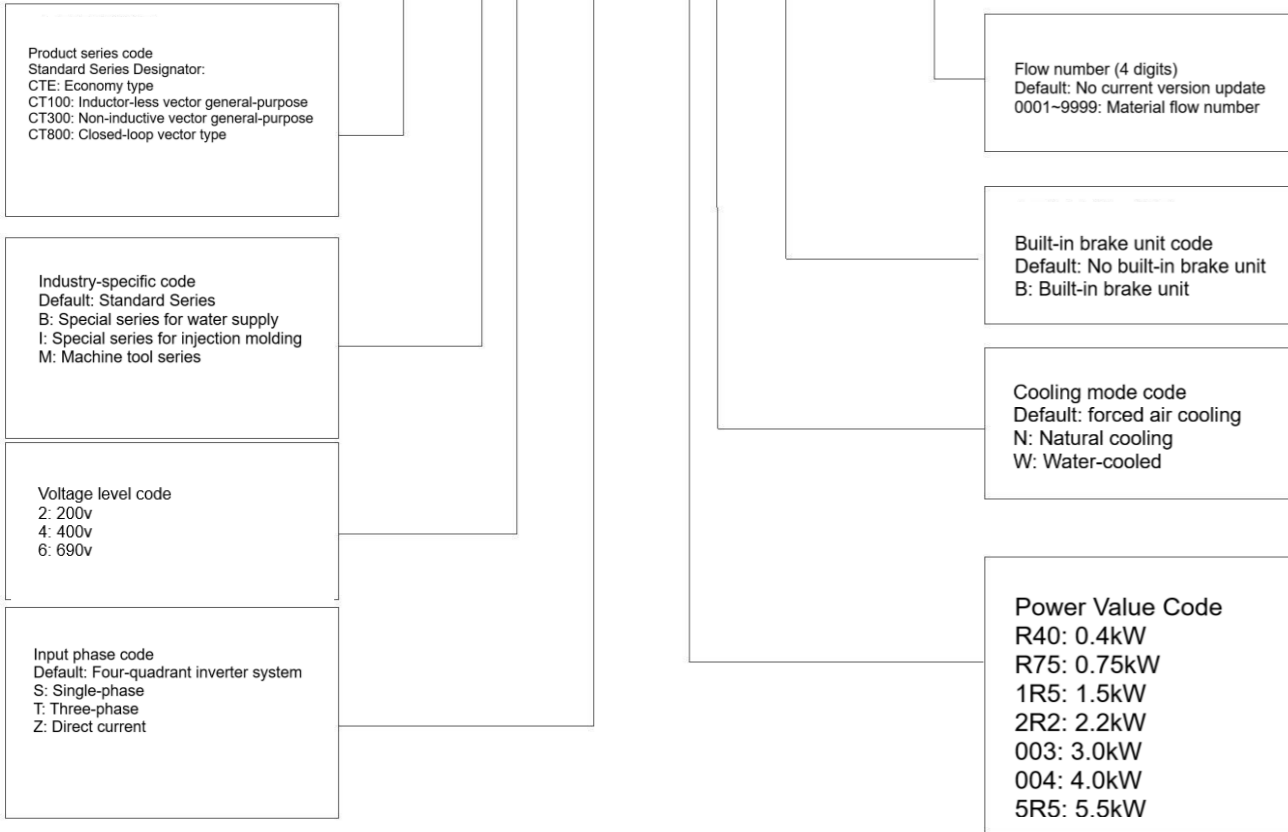 Product series code
Standard Series Designator:
CTE: Economy type
CT100: Inductor-less vector general-purpose
CT300: Non-inductive vector general-purpose
CT800: Closed-loop vector type
Industry-specific code
Default: Standard Series
B: Special series for water supply
I: Special series for injection molding
M: Machine tool series
Voltage level code
2: 200v
4: 400v
6: 690v
Input phase code
Default: Four-quadrant inverter system
S: Single-phase
T: Three-phase
Z: Direct current
Flow number (4 digits)
Default: No current version update
0001~9999: Material flow number
Built-in brake unit code
Default: No built-in brake unit
B: Built-in brake unit
Cooling mode code
Default: forced air cooling
N: Natural cooling
W: Water-cooled
Power Value Code
R40: 0.4kW
R75: 0.75kW
1R5: 1.5kW
2R2: 2.2kW
003: 3.0kW
004: 4.0kW
5R5: 5.5kW